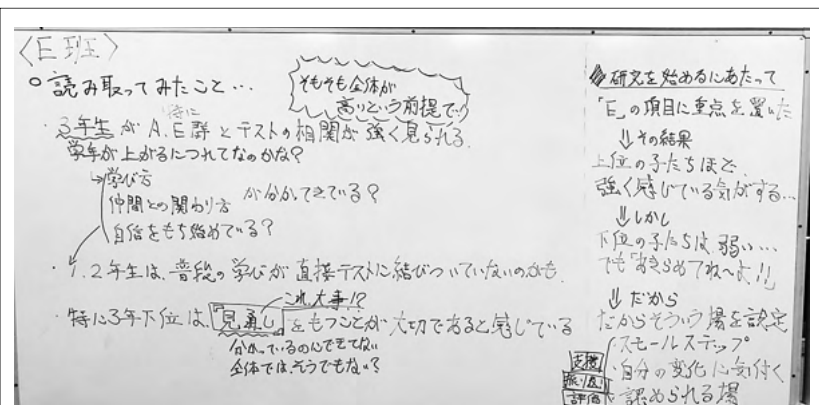 〈E班〉
○読み取ってみたこと…
そもそも全体が
高いという前提で
特に
・3年生がA、E群とテストの相関が強く見られる.
学年が上がるにつれてなのかな?
→学び方
仲間との関わり方
自信をもち始めている?
が分かってきている?
・1.2年生は、普段の学びが直接テストに結びついていないのかも.
これ大事!?
・特に3年下位は、「見通し」をもつことが大切であると感じている
分かっているのんできてない
全体では、そうでもない?
研究を始めるにあたって
「E」の項目に重点を置いた
⇓その結果
上位の子たちほど、
強く感じている気がする…
⇓しかし
下位の子たちは、弱い…
でも「あきらめてね〜よ!!」
⇓だから
だからそういう場を設定
・スモールステップ
・自分の変化に気付く
・認められる場
支援
振り返
評価